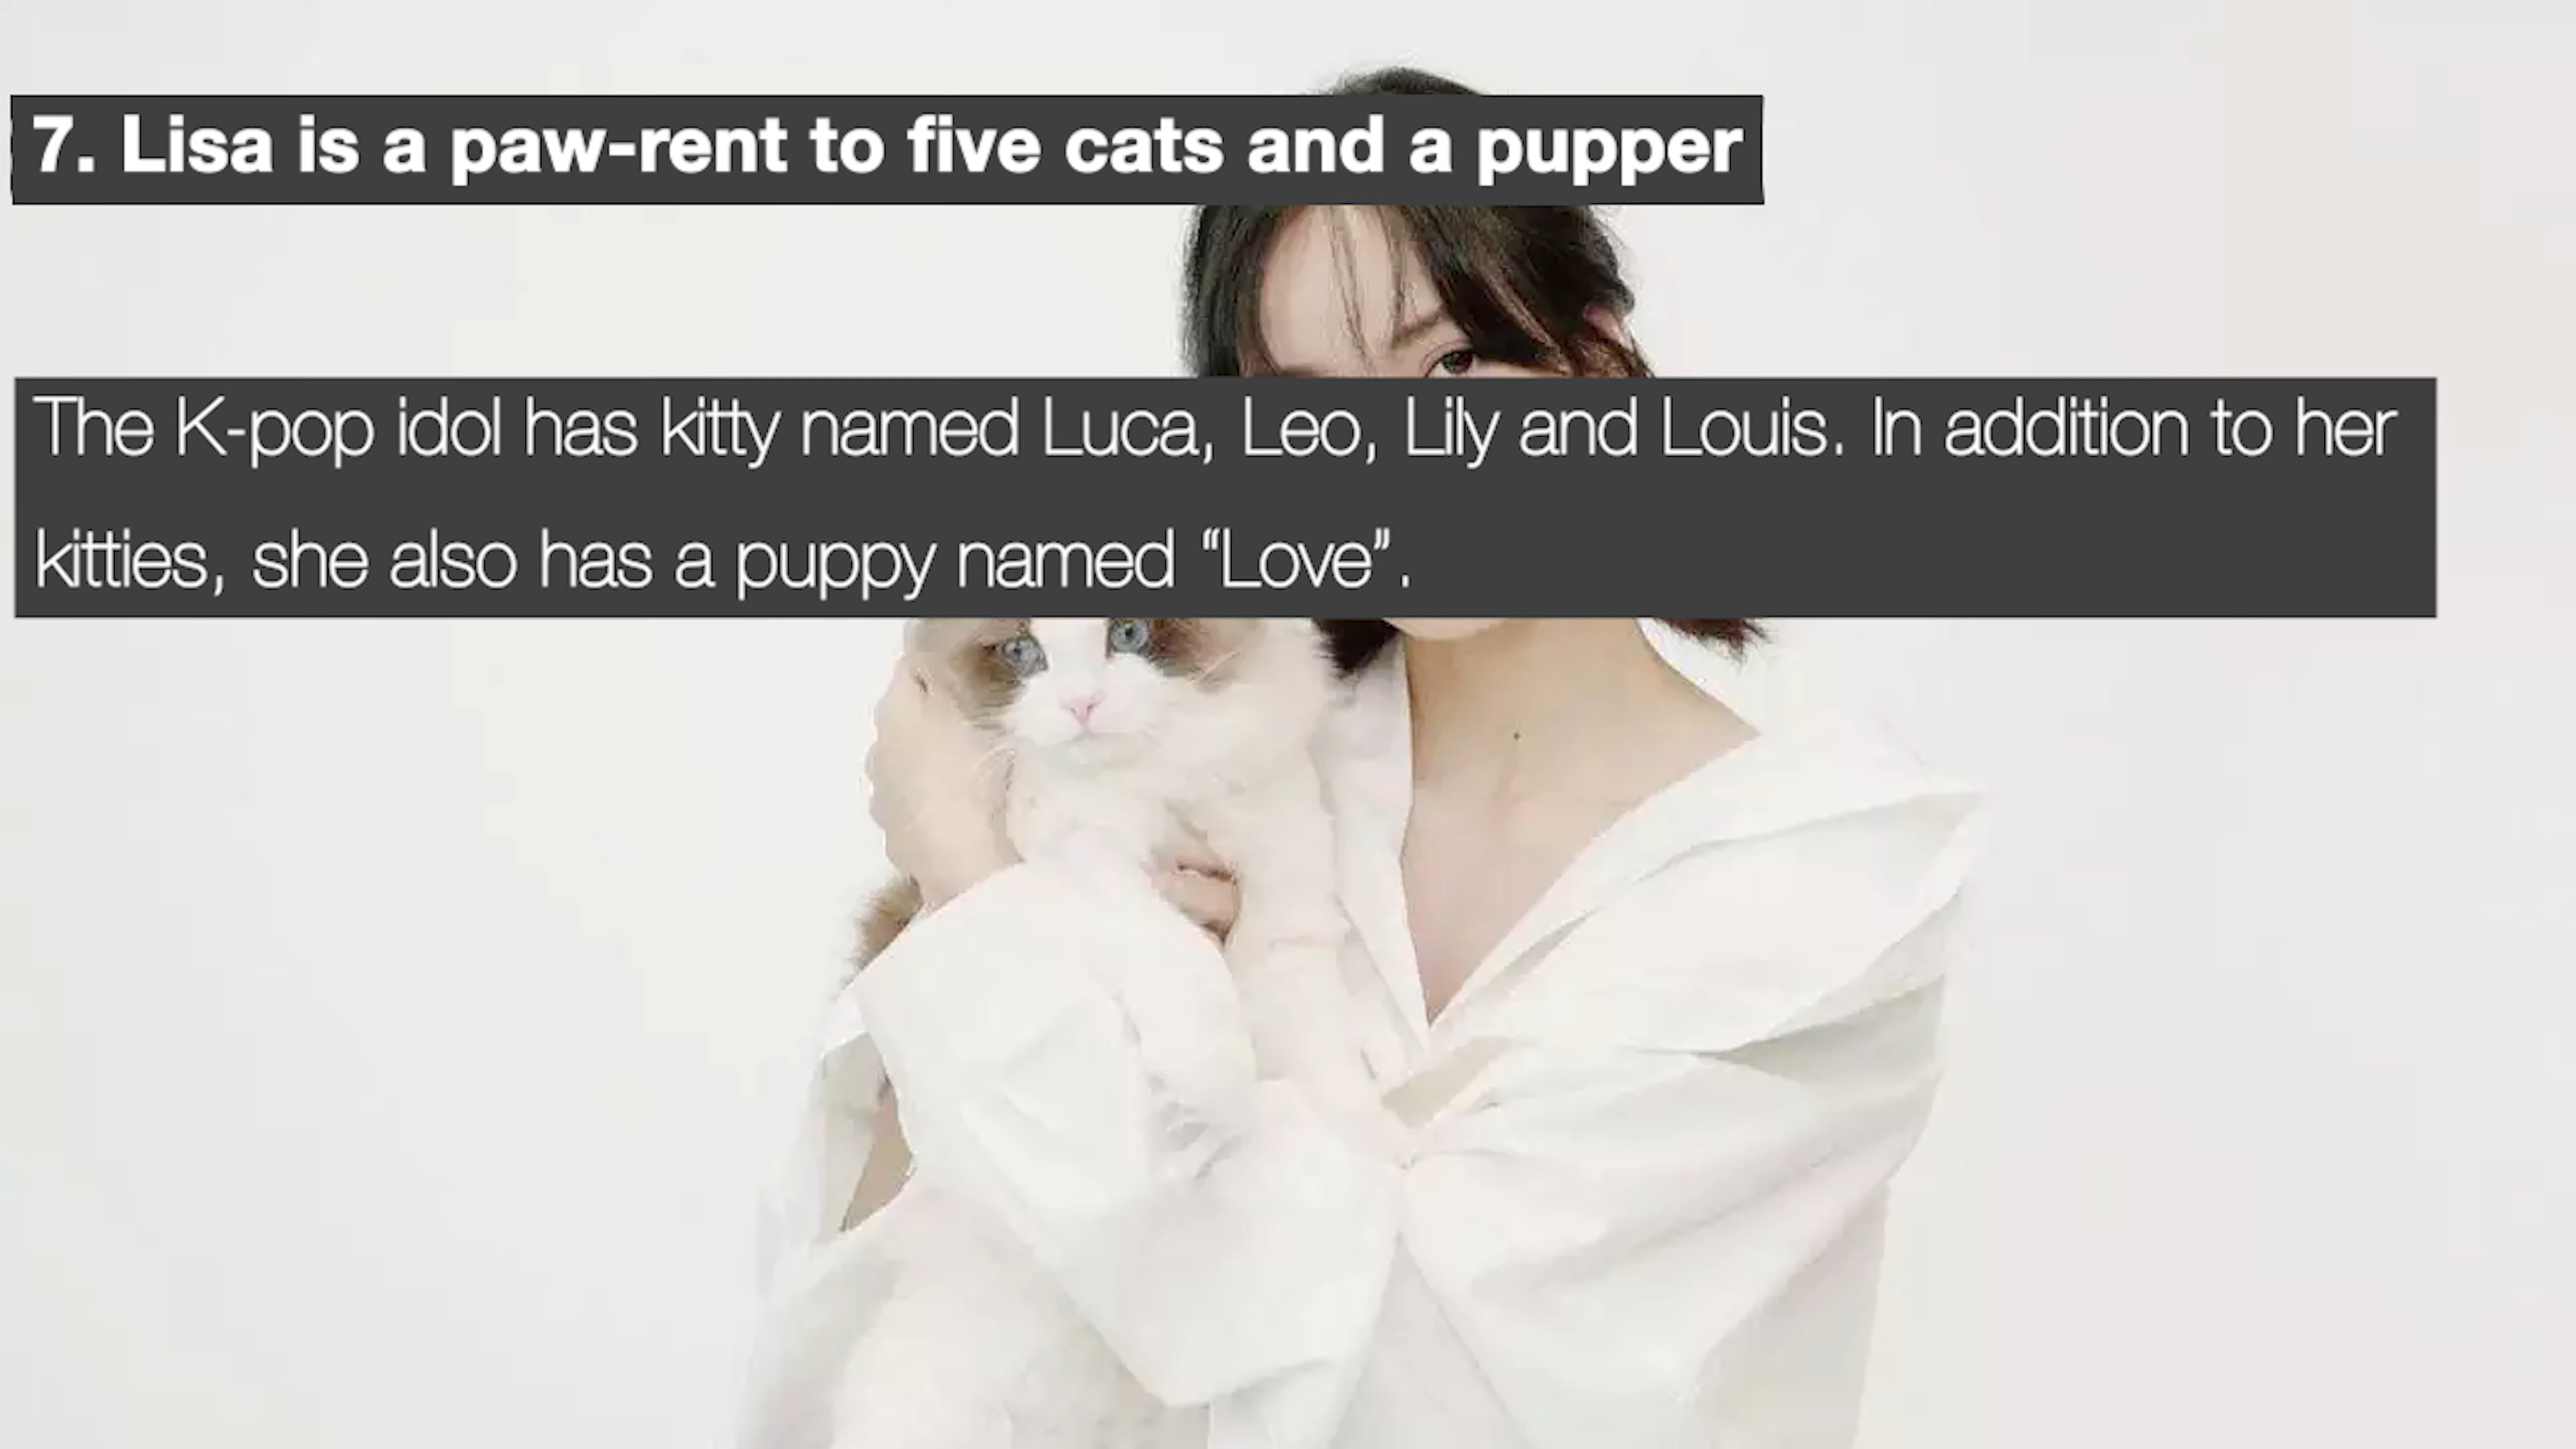 7. Lisa is a paw-rent to five cats and a pupper
The K-pop idol has kitty named Luca, Leo, Lily and Louis. In addition to her
kitties, she also has a puppy named “Love”.